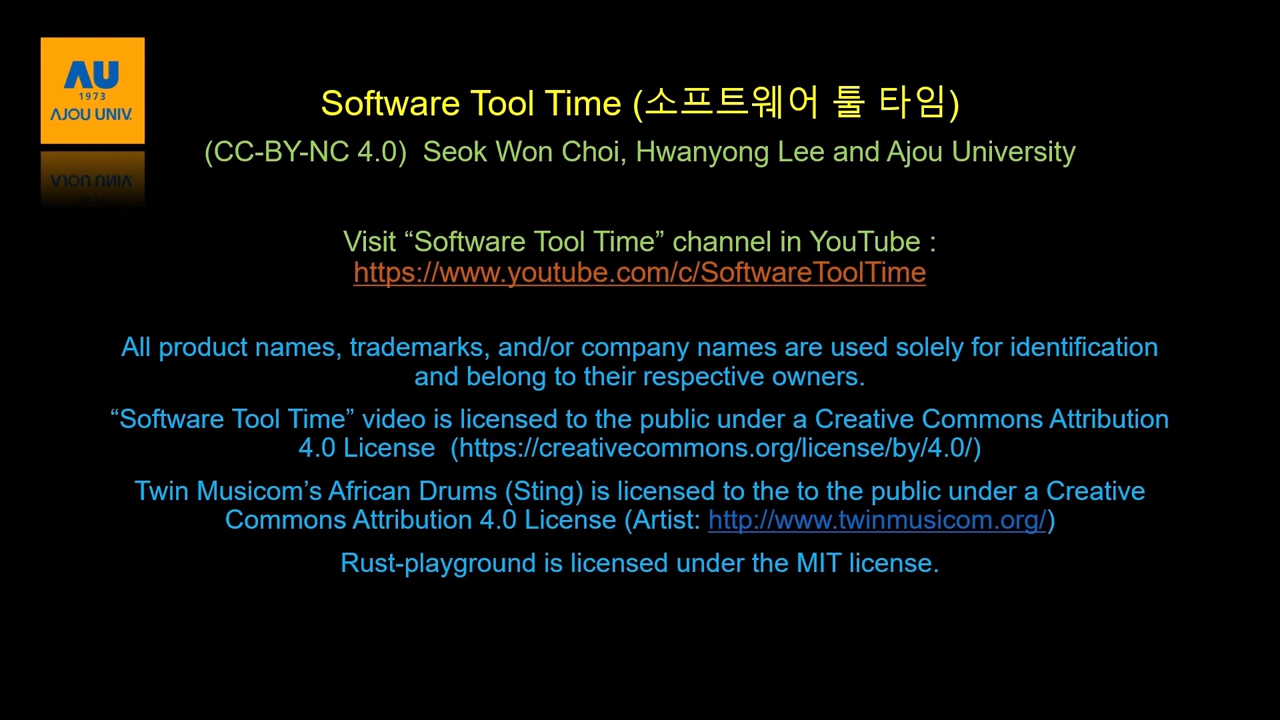 AU
1973
AJOU UNIV.
Software Tool Time (소프트웨어 툴 타임)
(CC-BY-NC 4.0)  Seok Won Choi, Hwanyong Lee and Ajou University
Visit “Software Tool Time” channel in YouTube :
https://www.youtube.com/c/SoftwareToolTime
All product names, trademarks, and/or company names are used solely for identification
and belong to their respective owners.
“Software Tool Time” video is licensed to the public under a Creative Commons Attribution
4.0 License  (https://creativecommons.org/license/by/4.0/)
Twin Musicom’s African Drums (Sting) is licensed to the to the public under a Creative
Commons Attribution 4.0 License (Artist: http://www.twinmusicom.org/)
Rust-playground is licensed under the MIT license.